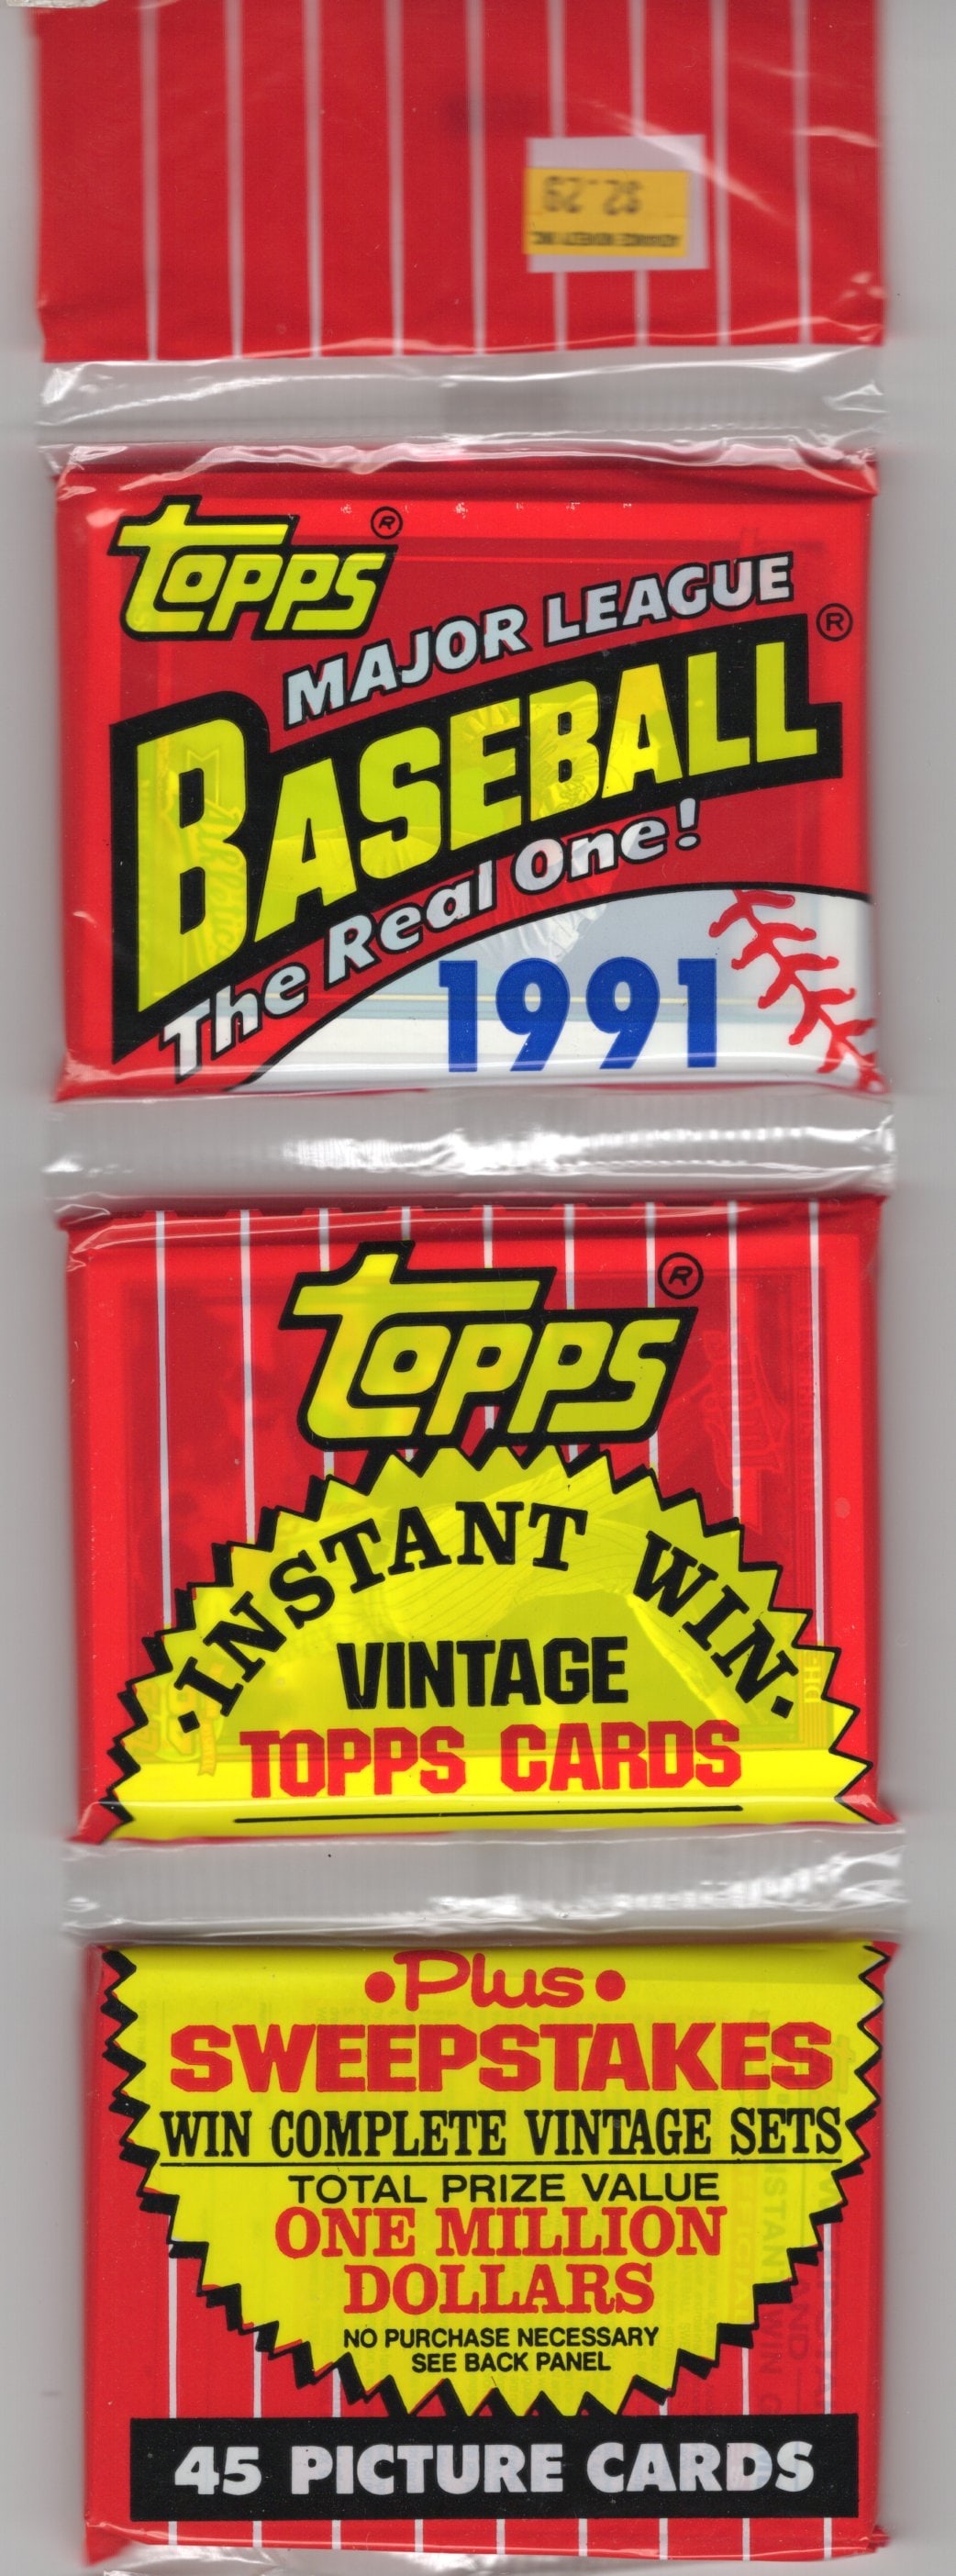 $2.29
topps®
MAJOR LEAGUE
BASEBALL®
The Real One!
1991
topps®
•INSTANT WIN•
VINTAGE
TOPPS CARDS
•Plus•
SWEEPSTAKES
WIN COMPLETE VINTAGE SETS
TOTAL PRIZE VALUE
ONE MILLION
DOLLARS
NO PURCHASE NECESSARY
SEE BACK PANEL
45 PICTURE CARDS